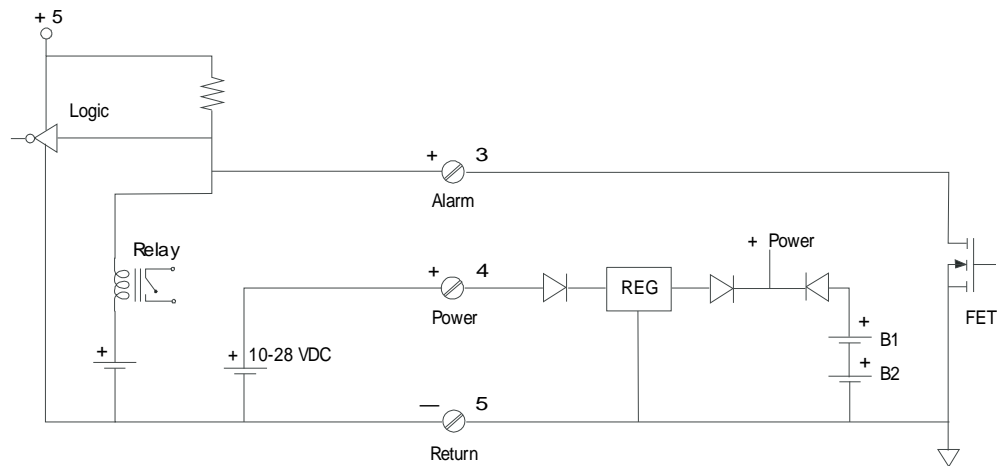 + 5
Logic
+ 3
Alarm
Relay
+ Power
+ 4
REG
Power
FET
+
+ 10-28 VDC
+ B1
+ B2
— 5
Return